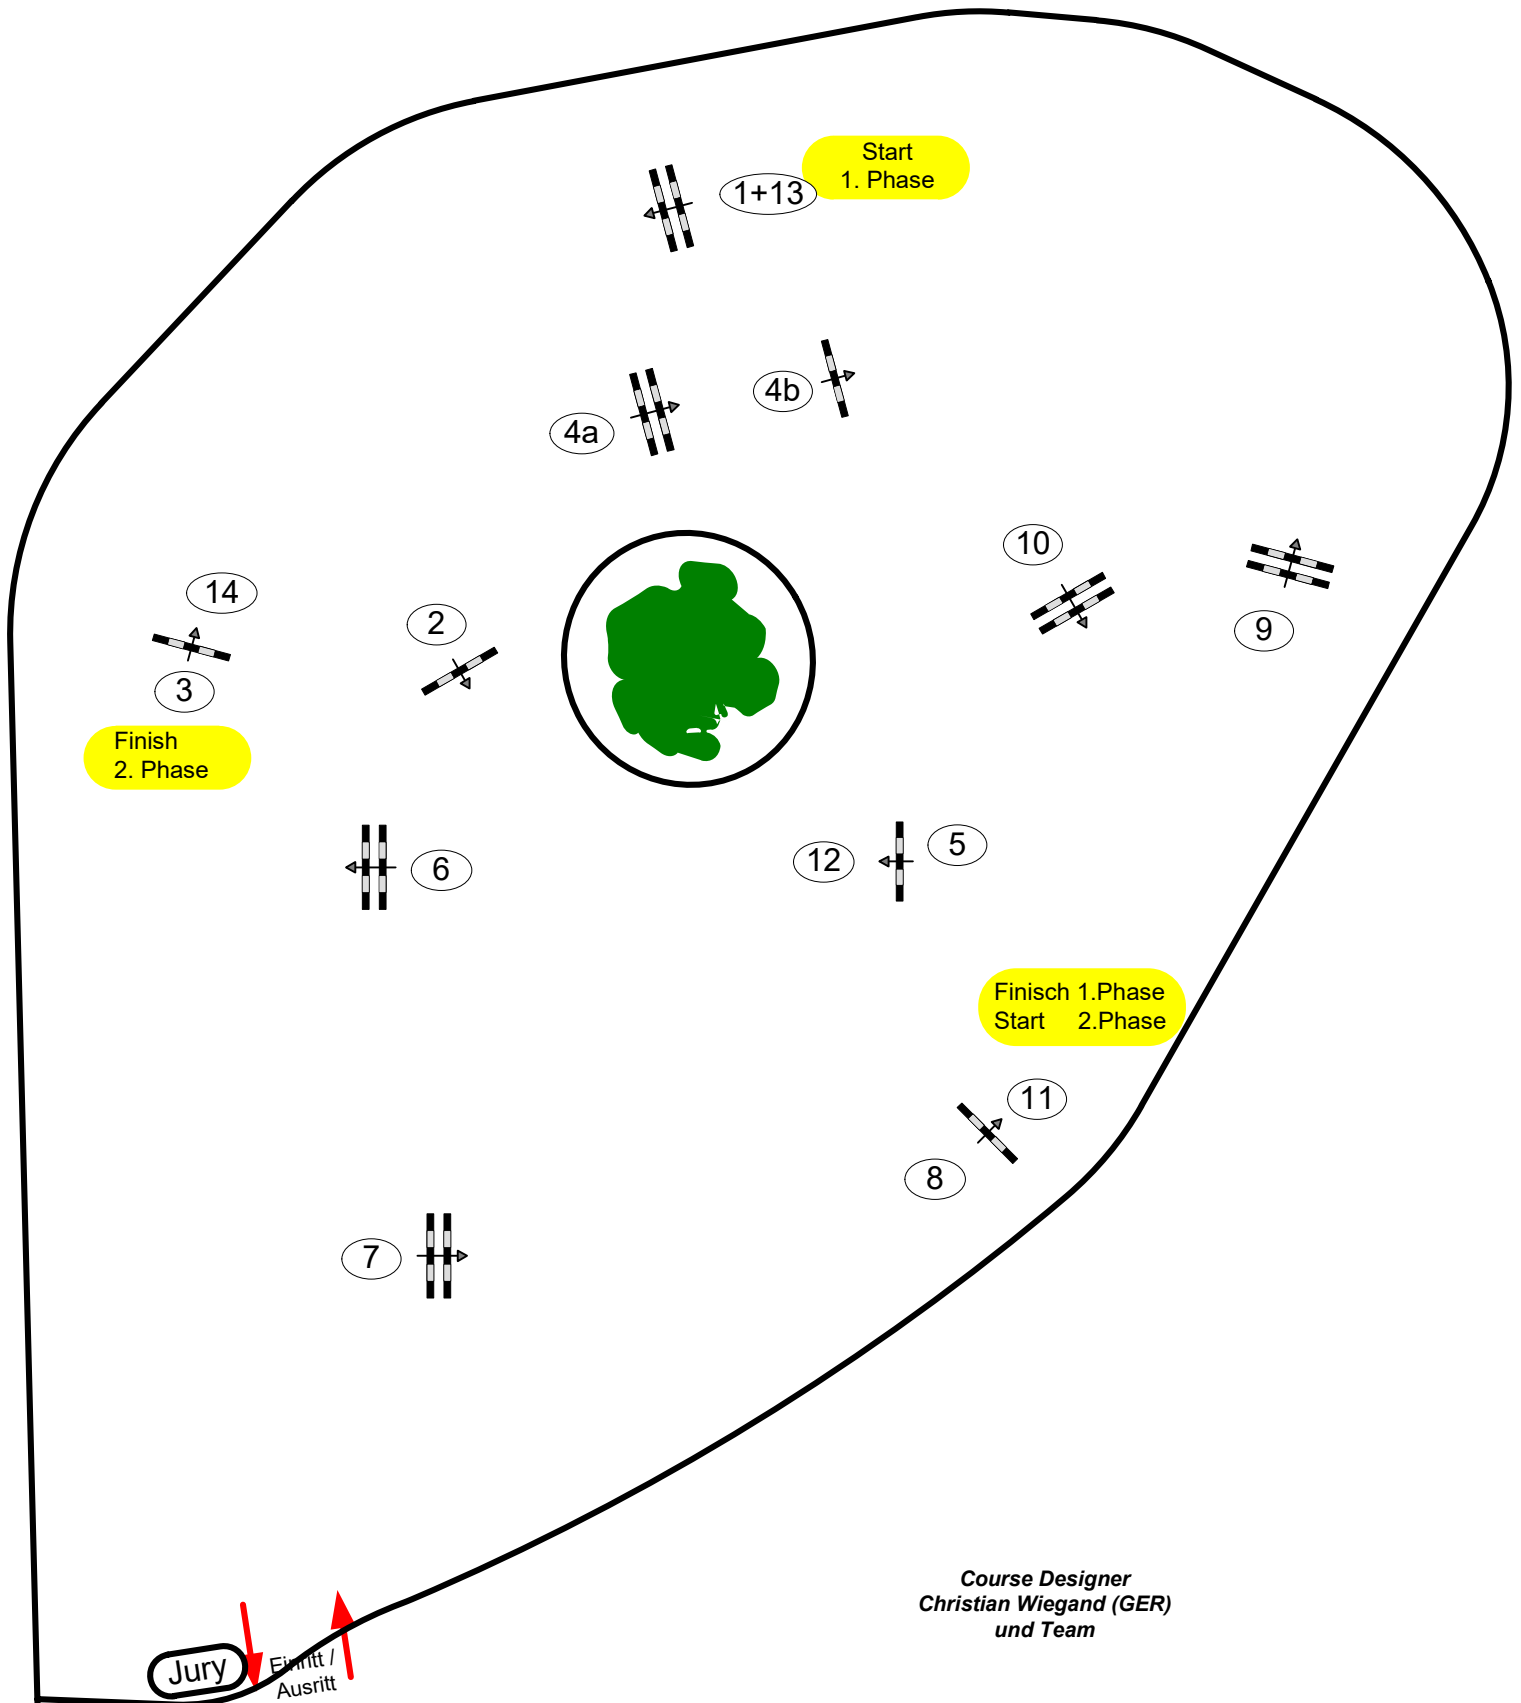 Start
1. Phase
1+13
4b
4a
10
14
2
9
3
Finish
2. Phase
5
12
6
Finisch 1.Phase
Start 2.Phase
11
8
7
Course Designer
Christian Wiegand (GER)
und Team
Jury
Einritt /
Ausritt